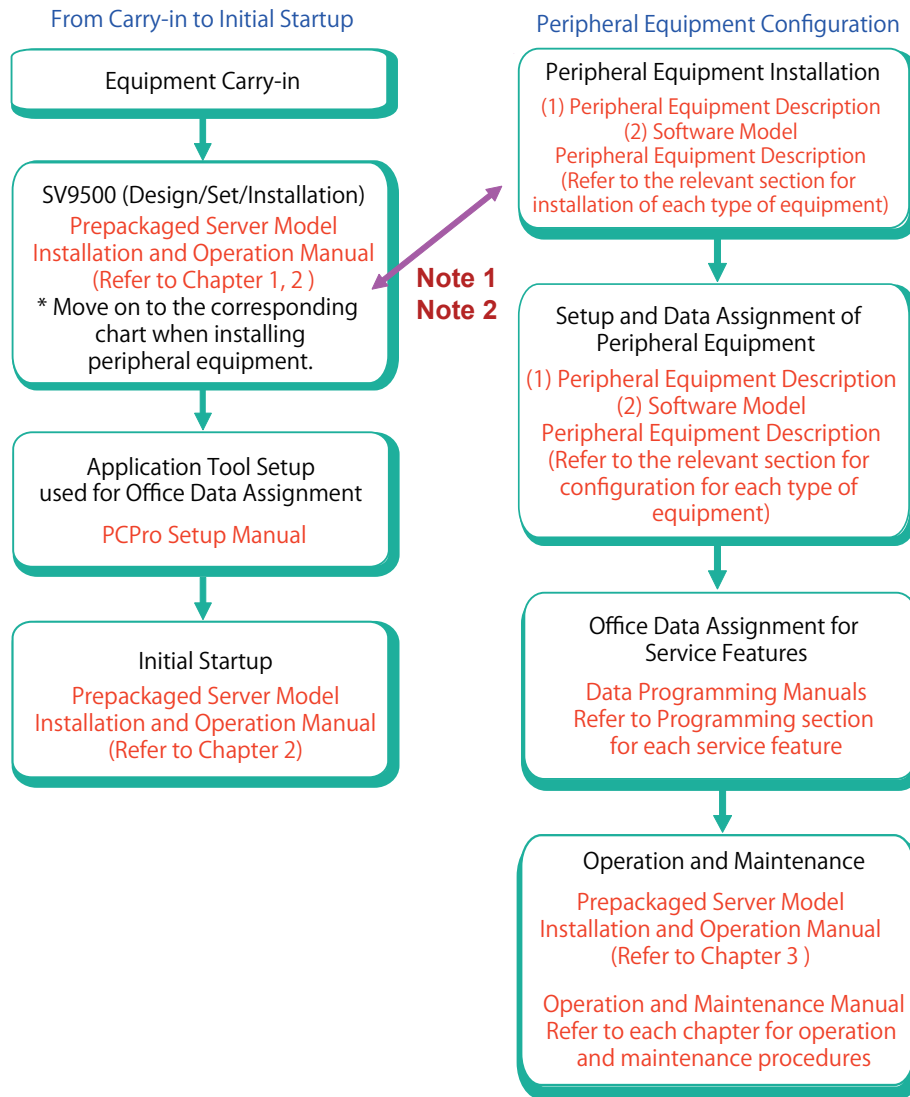 From Carry-in to Initial Startup
Equipment Carry-in
SV9500 (Design/Set/Installation)
Prepackaged Server Model
Installation and Operation Manual
(Refer to Chapter 1, 2 )
* Move on to the corresponding
chart when installing
peripheral equipment.
Application Tool Setup
used for Office Data Assignment
PCPro Setup Manual
Initial Startup
Prepackaged Server Model
Installation and Operation Manual
(Refer to Chapter 2)
Note 1
Note 2
Peripheral Equipment Configuration
Peripheral Equipment Installation
(1) Peripheral Equipment Description
(2) Software Model
Peripheral Equipment Description
(Refer to the relevant section for
installation of each type of equipment)
Setup and Data Assignment of
Peripheral Equipment
(1) Peripheral Equipment Description
(2) Software Model
Peripheral Equipment Description
(Refer to the relevant section for
configuration for each type of
equipment)
Office Data Assignment for
Service Features
Data Programming Manuals
Refer to Programming section
for each service feature
Operation and Maintenance
Prepackaged Server Model
Installation and Operation Manual
(Refer to Chapter 3 )
Operation and Maintenance Manual
Refer to each chapter for operation
and maintenance procedures